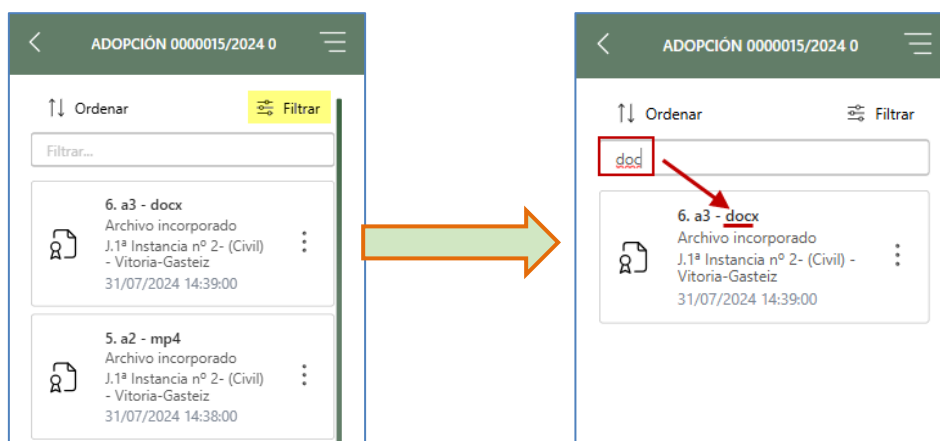 ADOPCIÓN 0000015/2024 0
Ordenar
Filtrar
Filtrar...
6. a3 - docx
Archivo incorporado
J.1ª Instancia nº 2- (Civil)
- Vitoria-Gasteiz
31/07/2024 14:39:00
5. a2 - mp4
Archivo incorporado
J.1ª Instancia nº 2- (Civil)
- Vitoria-Gasteiz
31/07/2024 14:38:00
ADOPCIÓN 0000015/2024 0
Ordenar
Filtrar
doc
6. a3 - docx
Archivo incorporado
J.1ª Instancia nº 2- (Civil) -
Vitoria-Gasteiz
31/07/2024 14:39:00